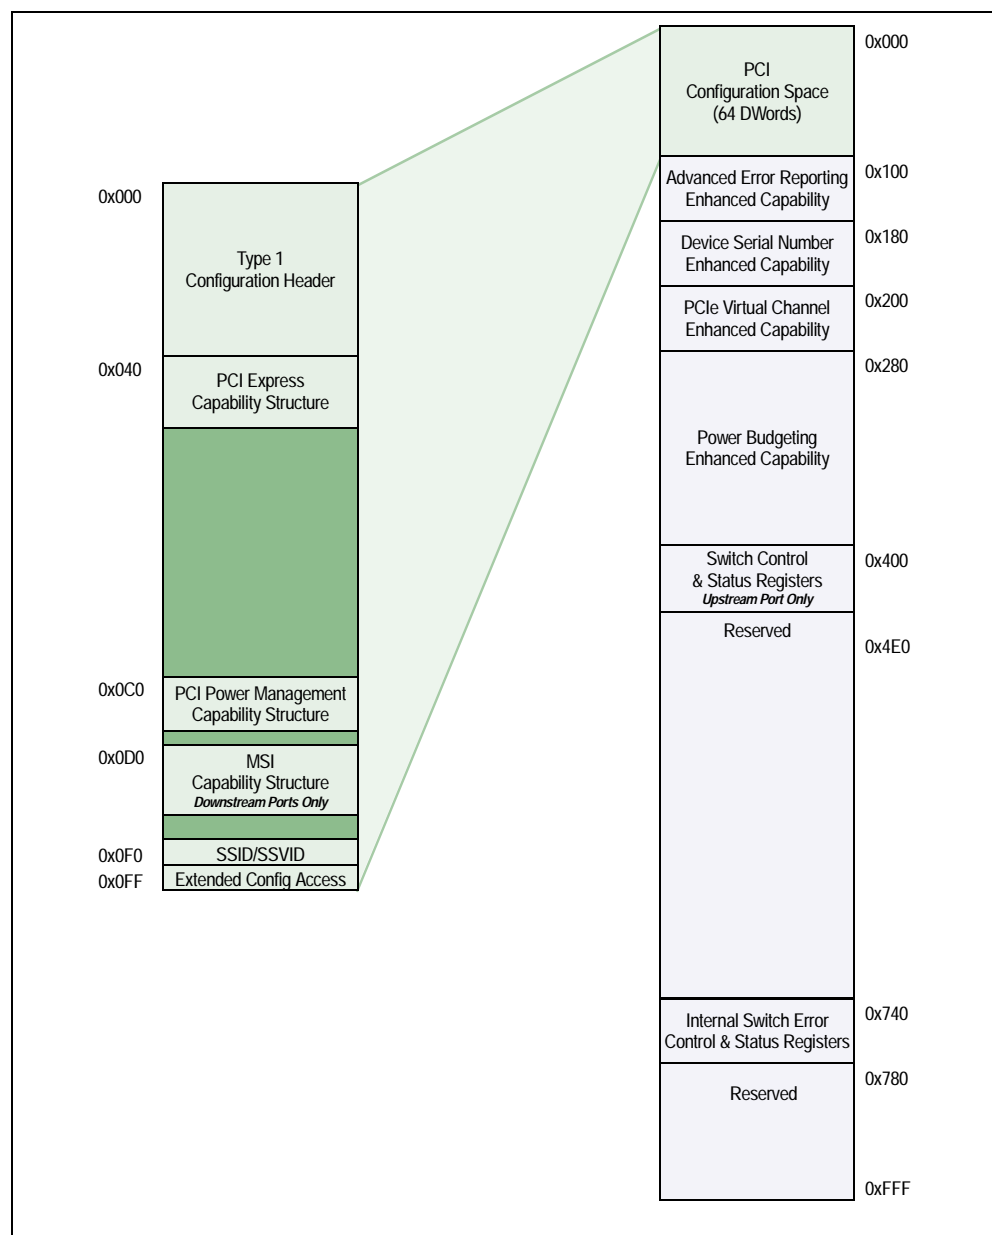 0x000
Type 1
Configuration Header
0x040
PCI Express
Capability Structure
0x0C0
PCI Power Management
Capability Structure
0x0D0
MSI
Capability Structure
Downstream Ports Only
0x0F0
SSID/SSVID
0x0FF
Extended Config Access
0x000
PCI
Configuration Space
(64 DWords)
0x100
Advanced Error Reporting
Enhanced Capability
0x180
Device Serial Number
Enhanced Capability
0x200
PCIe Virtual Channel
Enhanced Capability
0x280
Power Budgeting
Enhanced Capability
0x400
Switch Control
& Status Registers
Upstream Port Only
Reserved
0x4E0
0x740
Internal Switch Error
Control & Status Registers
0x780
Reserved
0xFFF